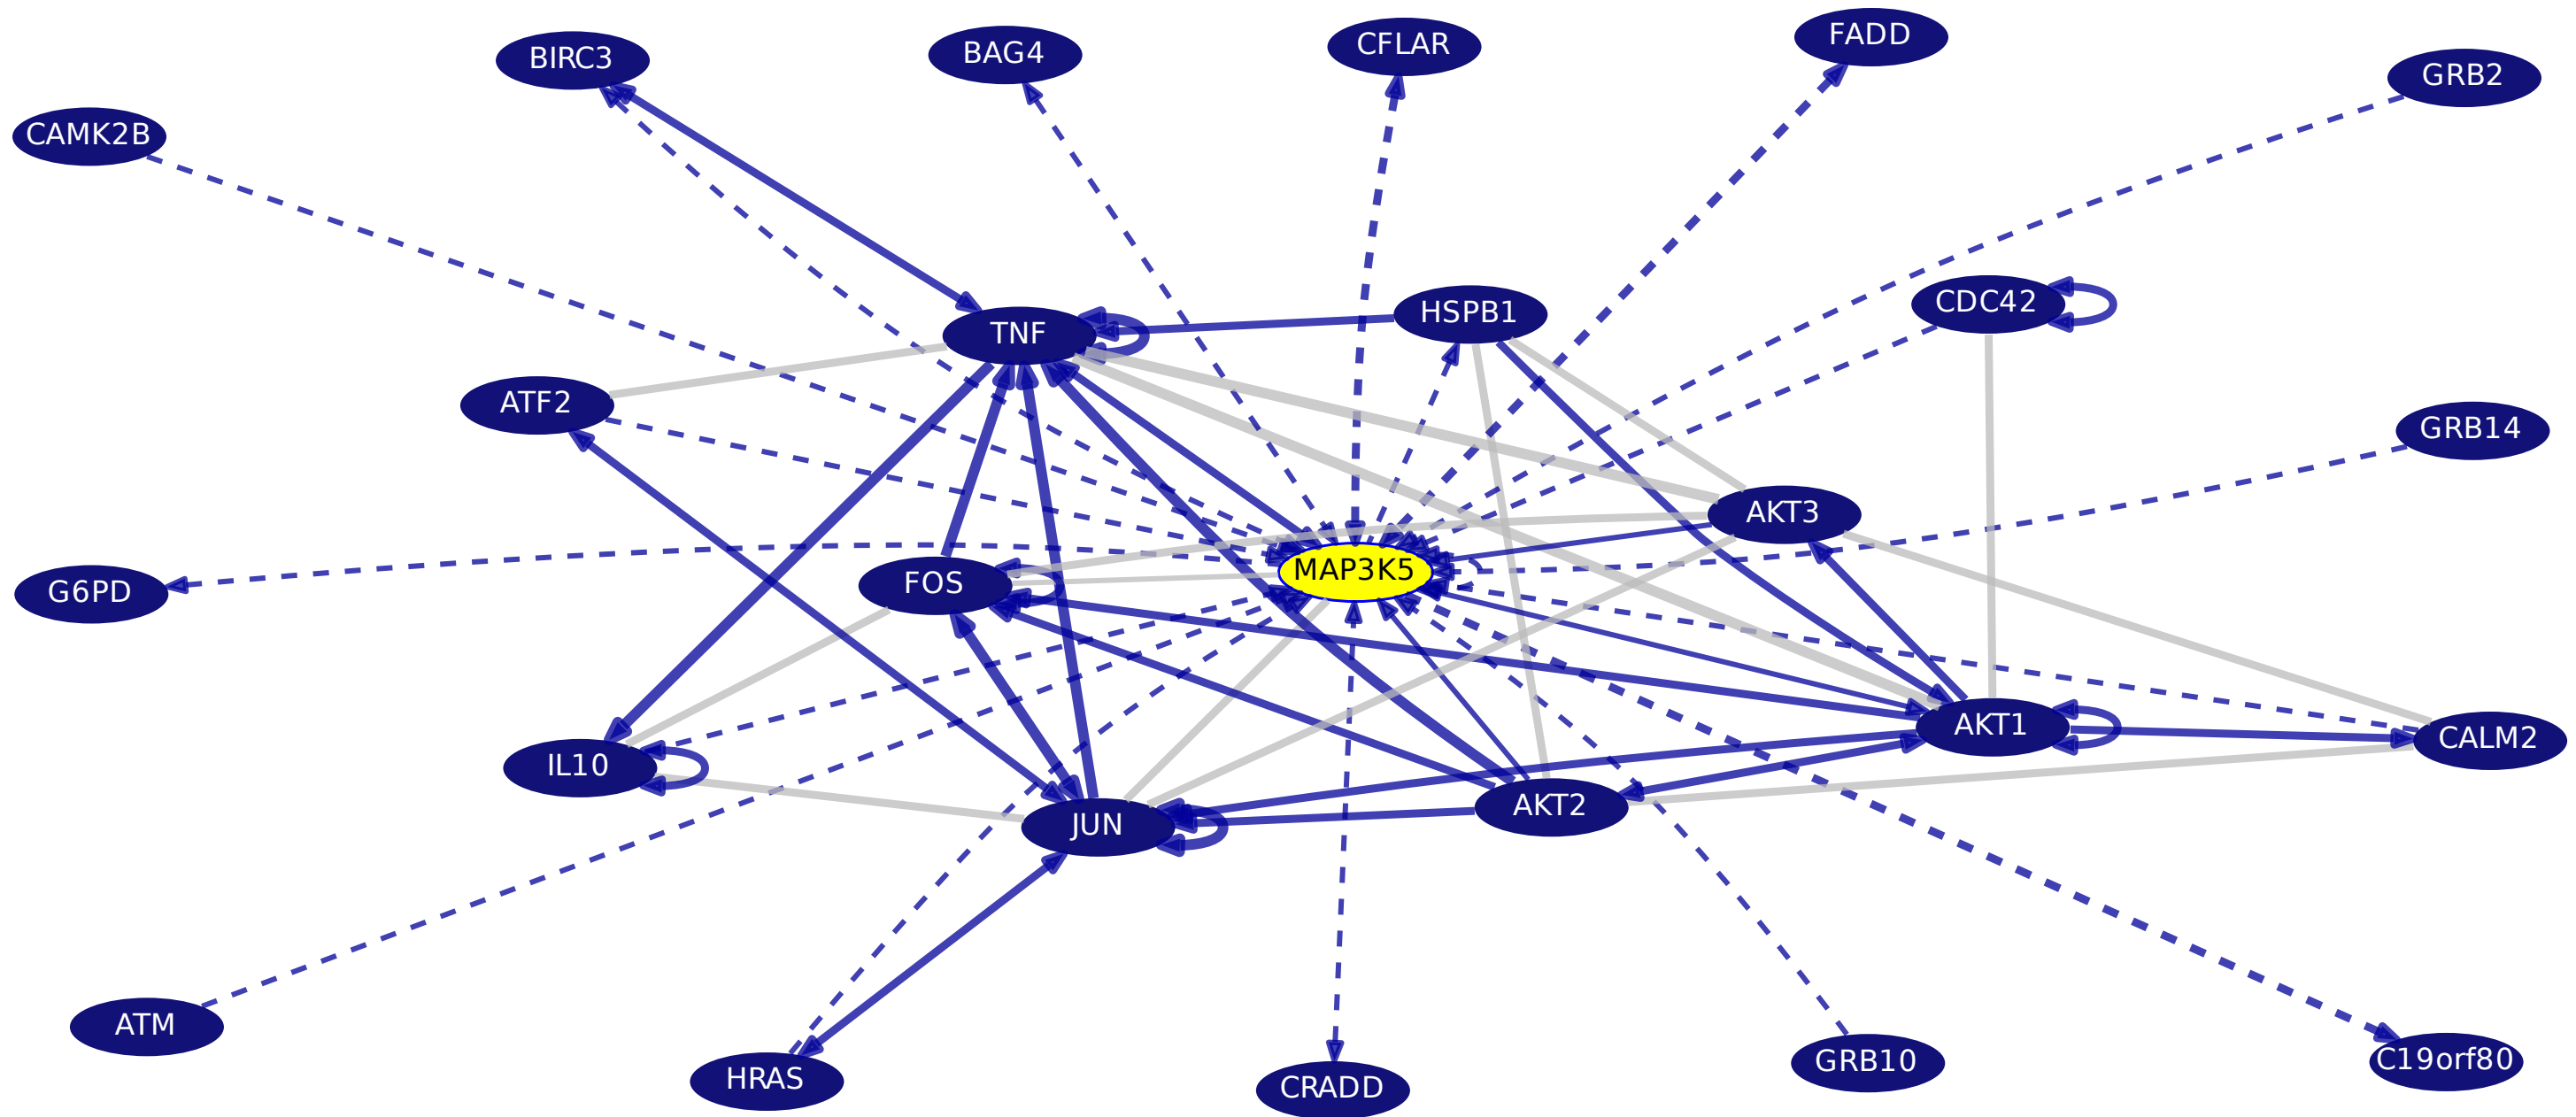 FADD
CFLAR
BAG4
BIRC3
GRB2
CAMK2B
CDC42
HSPB1
TNF
ATF2
GRB14
AKT3
MAP3K5
FOS
G6PD
AKT1
CALM2
IL10
AKT2
JUN
ATM
C19orf80
GRB10
HRAS
CRADD